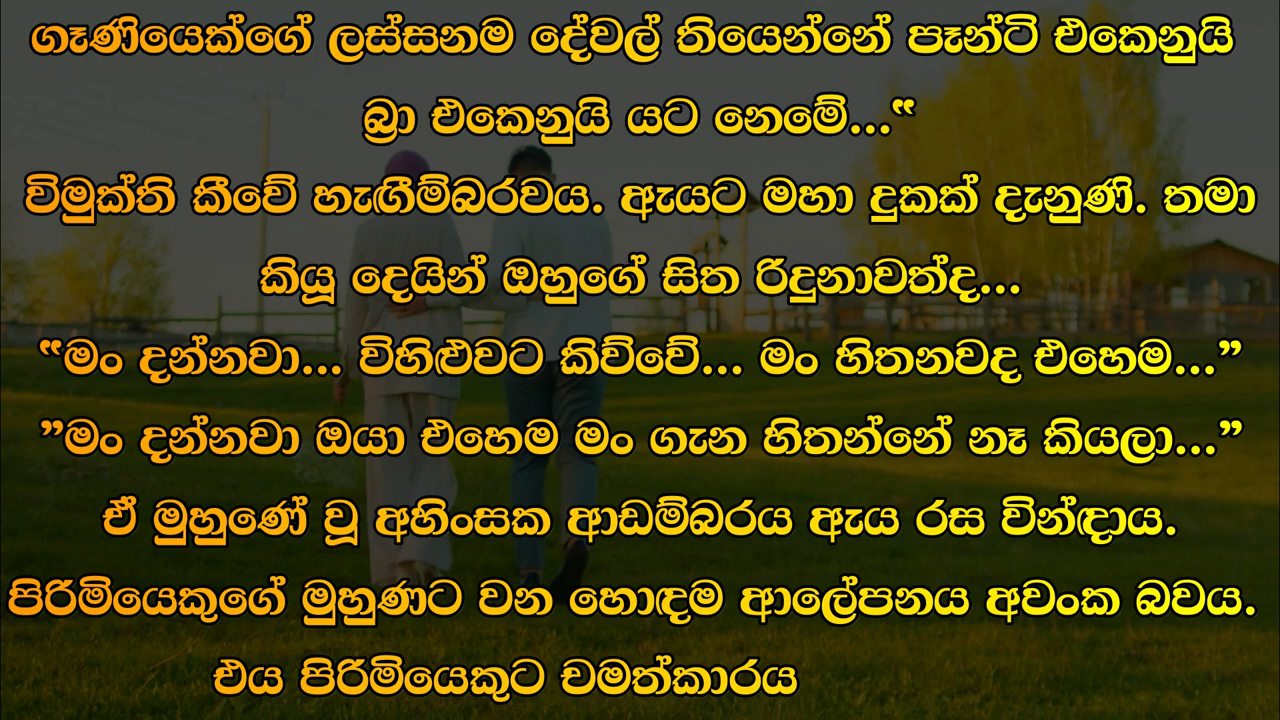 ගෑණියෙක්ගේ ලස්සනම දේවල් තියෙන්නේ පෑන්ටි එකෙනුයි
බ්‍රා එකෙනුයි යට නෙමේ...“
විමුක්ති කීවේ හැඟීම්බරවය. ඇයට මහා දුකක් දැනුණි. තමා
කියූ දෙයින් ඔහුගේ සිත රිදුනාවත්ද...
“මං දන්නවා... විහිළුවට කිව්වේ... මං හිතනවද එහෙම...”
”මං දන්නවා ඔයා එහෙම මං ගැන හිතන්නේ නෑ කියලා...”
ඒ මුහුණේ වූ අහිංසක ආඩම්බරය ඇය රස වින්ඳාය.
පිරිමියෙකුගේ මුහුණට වන හොඳම ආලේපනය අවංක බවය.
එය පිරිමියෙකුට චමත්කාරය